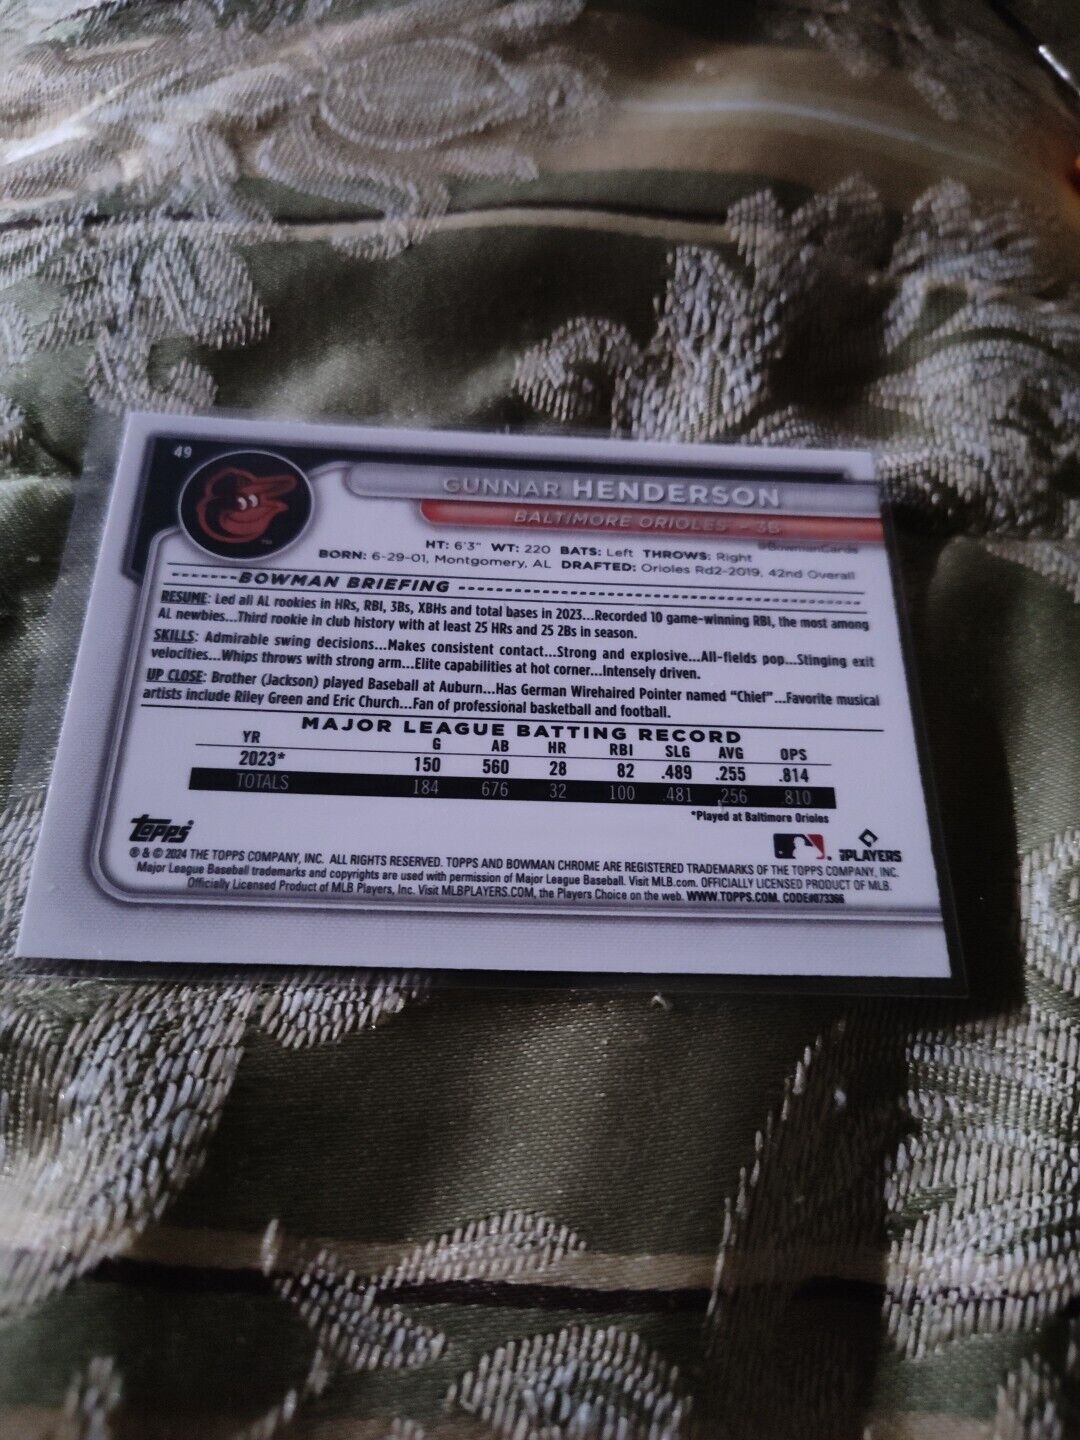 49
GUNNAR HENDERSON
BALTIMORE ORIOLES - 3B
@BowmanCards
HT: 6'3" WT: 220 BATS: Left THROWS: Right
BORN: 6-29-01, Montgomery, AL DRAFTED: Orioles Rd2-2019, 42nd Overall
BOWMAN BRIEFING
RESUME: Led all AL rookies in HRs, RBI, 3Bs, XBHs and total bases in 2023...Recorded 10 game-winning RBI, the most among
AL newbies...Third rookie in club history with at least 25 HRs and 25 2Bs in season.
SKILLS: Admirable swing decisions...Makes consistent contact...Strong and explosive...All-fields pop...Stinging exit
velocities...Whips throws with strong arm...Elite capabilities at hot corner...Intensely driven.
UP CLOSE: Brother (Jackson) played Baseball at Auburn...Has German Wirehaired Pointer named "Chief"...Favorite musical
artists include Riley Green and Eric Church...Fan of professional basketball and football.
MAJOR LEAGUE BATTING RECORD
YR G AB HR RBI SLG AVG OPS
2023* 150 560 28 82 .489 .255 .814
TOTALS 184 676 32 100 .481 .256 .810
*Played at Baltimore Orioles
topps
PLAYERS
® & © 2024 THE TOPPS COMPANY, INC. ALL RIGHTS RESERVED. TOPPS AND BOWMAN CHROME ARE REGISTERED TRADEMARKS OF THE TOPPS COMPANY, INC.
Major League Baseball trademarks and copyrights are used with permission of Major League Baseball. Visit MLB.com. OFFICIALLY LICENSED PRODUCT OF MLB.
Officially Licensed Product of MLB Players, Inc. Visit MLBPLAYERS.COM, the Players Choice on the web. WWW.TOPPS.COM. CODE#073366